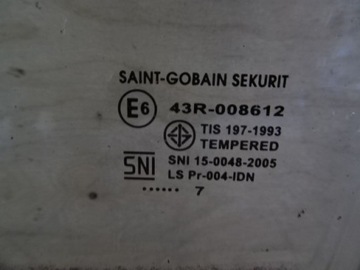 SAINT-GOBAIN SEKURIT
E6 43R-008612
TIS 197-1993
TEMPERED
SNI SNI 15-0048-2005
LS Pr-004-IDN
...... 7